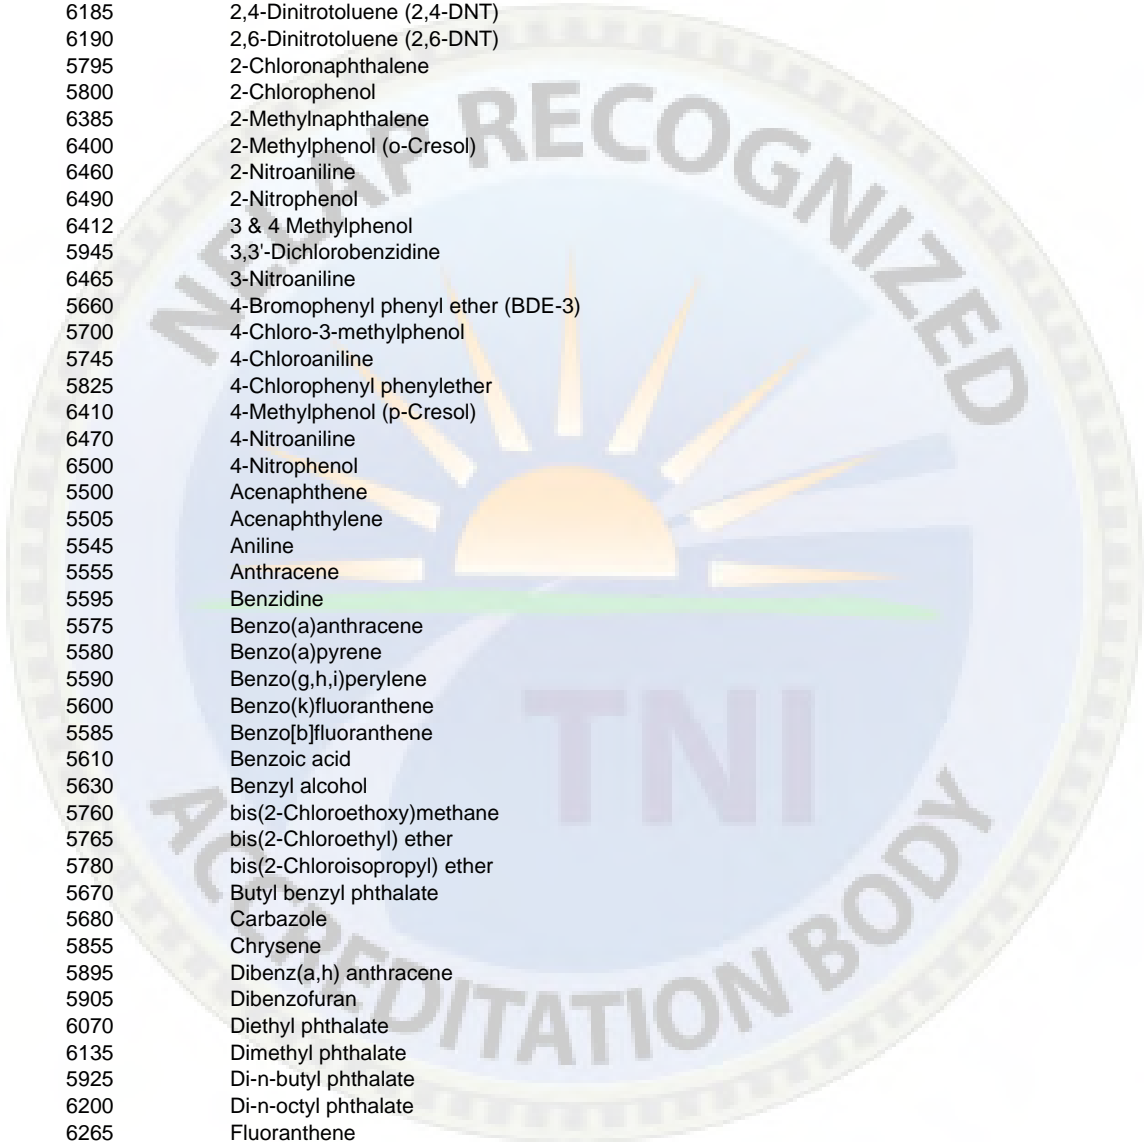 6185 2,4-Dinitrotoluene (2,4-DNT)
6190 2,6-Dinitrotoluene (2,6-DNT)
5795 2-Chloronaphthalene
5800 2-Chlorophenol
6385 2-Methylnaphthalene
6400 2-Methylphenol (o-Cresol)
6460 2-Nitroaniline
6490 2-Nitrophenol
6412 3 & 4 Methylphenol
5945 3,3'-Dichlorobenzidine
6465 3-Nitroaniline
5660 4-Bromophenyl phenyl ether (BDE-3)
5700 4-Chloro-3-methylphenol
5745 4-Chloroaniline
5825 4-Chlorophenyl phenylether
6410 4-Methylphenol (p-Cresol)
6470 4-Nitroaniline
6500 4-Nitrophenol
5500 Acenaphthene
5505 Acenaphthylene
5545 Aniline
5555 Anthracene
5595 Benzidine
5575 Benzo(a)anthracene
5580 Benzo(a)pyrene
5590 Benzo(g,h,i)perylene
5600 Benzo(k)fluoranthene
5585 Benzo[b]fluoranthene
5610 Benzoic acid
5630 Benzyl alcohol
5760 bis(2-Chloroethoxy)methane
5765 bis(2-Chloroethyl) ether
5780 bis(2-Chloroisopropyl) ether
5670 Butyl benzyl phthalate
5680 Carbazole
5855 Chrysene
5895 Dibenz(a,h) anthracene
5905 Dibenzofuran
6070 Diethyl phthalate
6135 Dimethyl phthalate
5925 Di-n-butyl phthalate
6200 Di-n-octyl phthalate
6265 Fluoranthene
NELAP RECOGNIZED
TNI
ACCREDITATION BODY